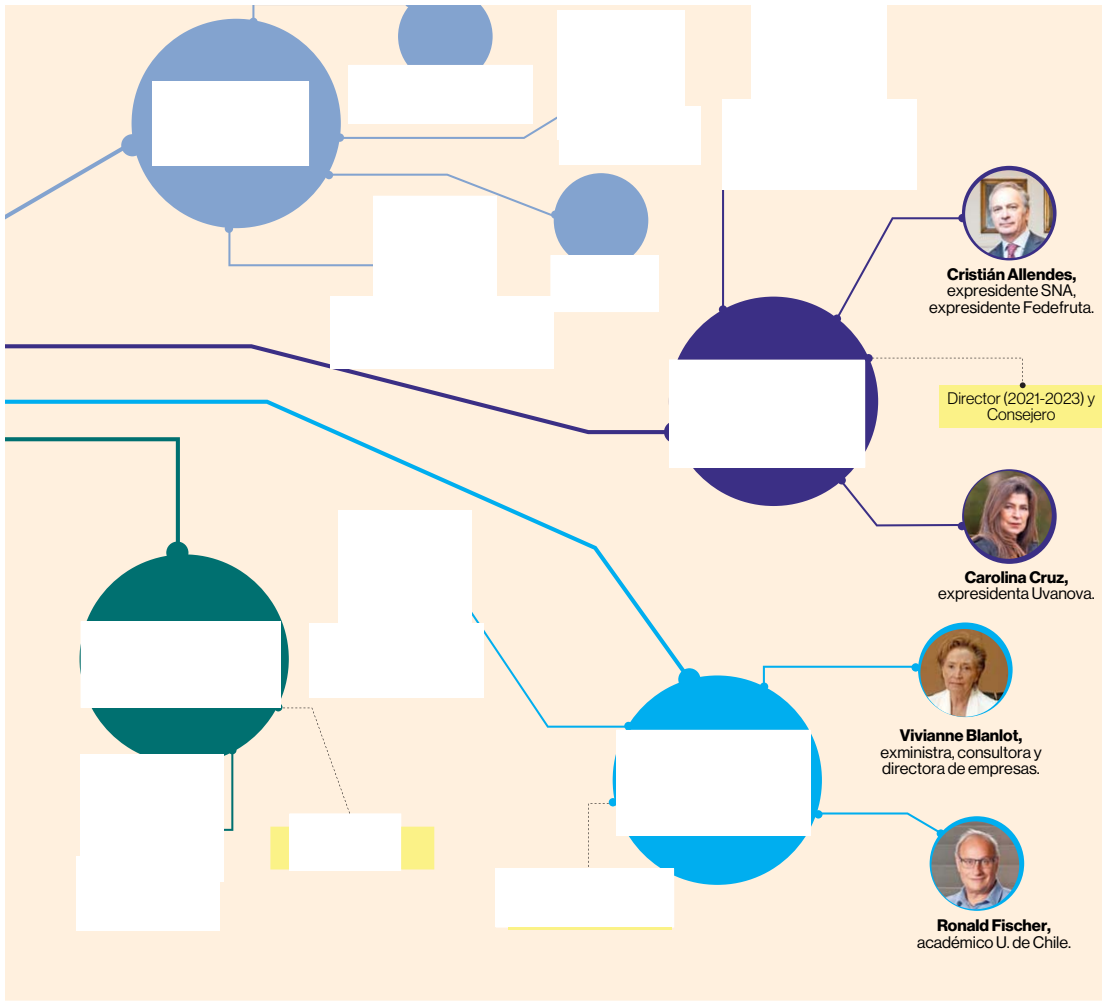 Cristián Allendes,
expresidente SNA,
expresidente Fedefruta.
Director (2021-2023) y
Consejero
Carolina Cruz,
expresidenta Uvanova.
Vivianne Blanlot,
exministra, consultora y
directora de empresas.
Ronald Fischer,
académico U. de Chile.